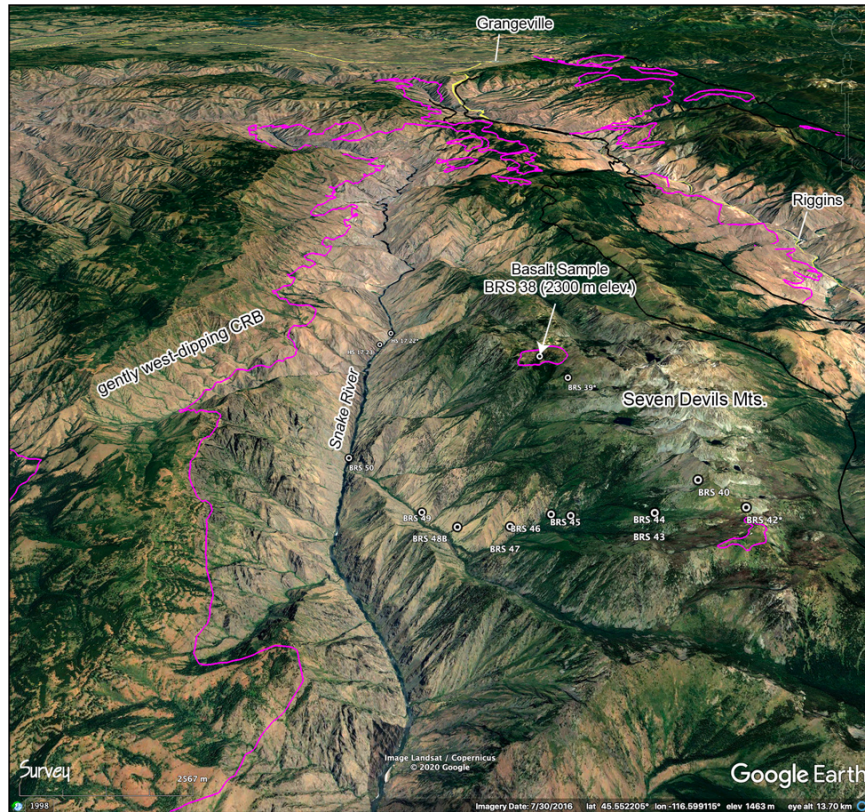 Grangeville
Riggins
Basalt Sample
BRS 38 (2300 m elev.)
gently west-dipping CRB
HS 17.22*
BRS 39*
Seven Devils Mts.
Snake River
BRS 50
BRS 40
BRS 49
BRS 48B
BRS 46
BRS 45
BRS 44
BRS 42*
BRS 47
BRS 43
Image Landsat / Copernicus
© 2020 Google
Survey
2567 m
Google Earth
1998
Imagery Date: 7/30/2016 lat 45.552205° lon -116.599115° elev 1463 m eye alt 13.70 km